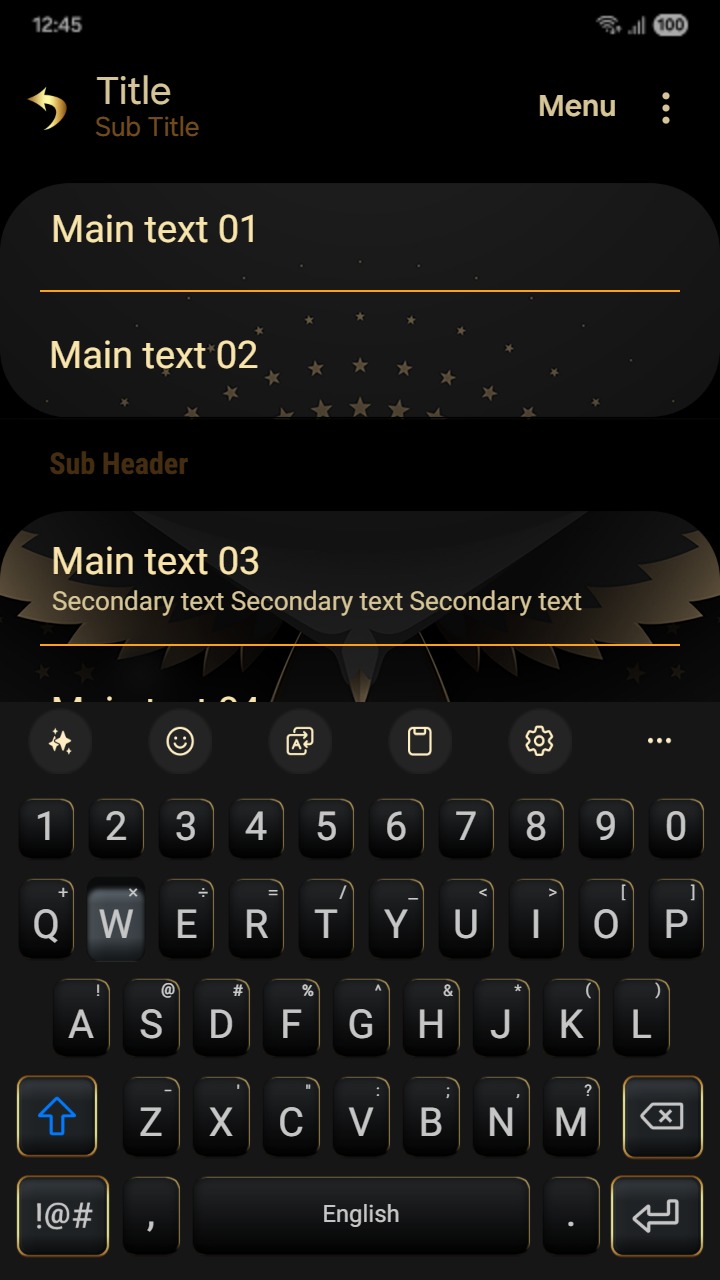 12:45
100
Title
Sub Title
Menu
Main text 01
Main text 02
Sub Header
Main text 03
Secondary text Secondary text Secondary text
1 2 3 4 5 6 7 8 9 0
+ × ÷ = / _ < > [ ]
Q W E R T Y U I O P
! @ # % ^ & * ( )
A S D F G H J K L
- ' " : ; , ?
Z X C V B N M
!@# , English .